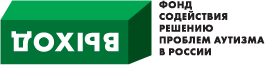 ВЫХОД
ФОНД
СОДЕЙСТВИЯ
РЕШЕНИЮ
ПРОБЛЕМ АУТИЗМА
В РОССИИ